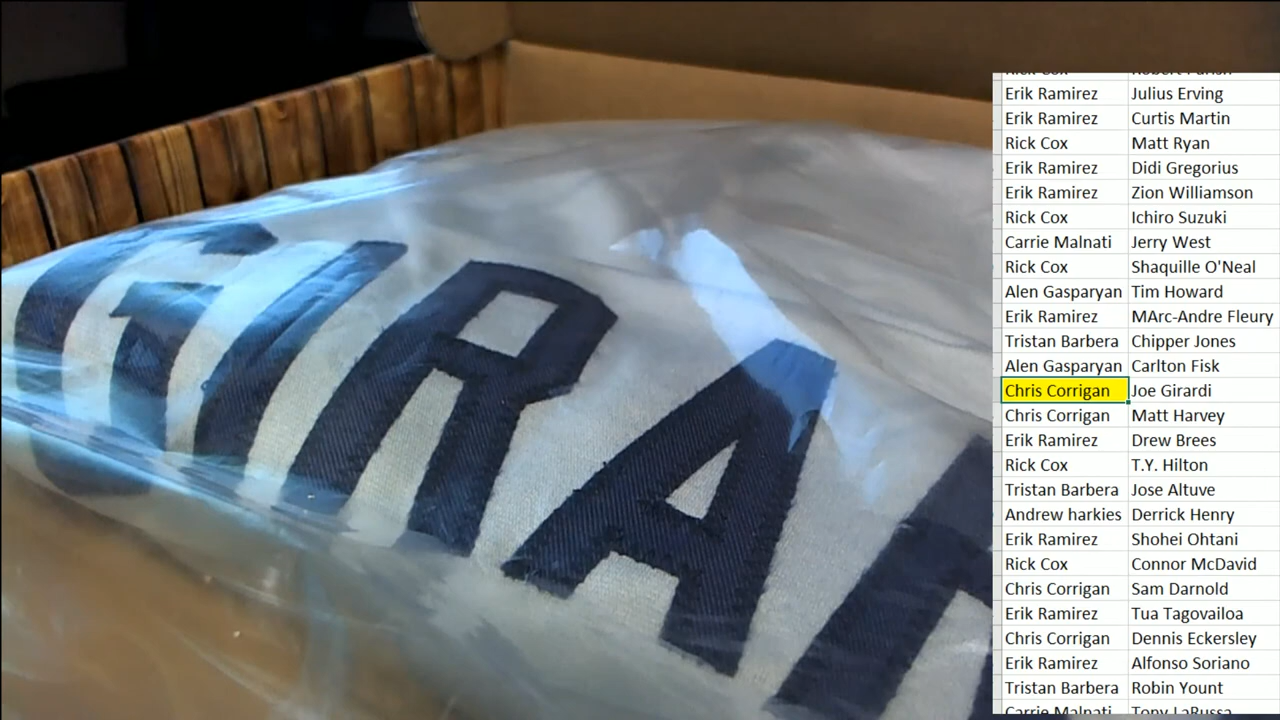 GIRA
Erik Ramirez Julius Erving
Erik Ramirez Curtis Martin
Rick Cox Matt Ryan
Erik Ramirez Didi Gregorius
Erik Ramirez Zion Williamson
Rick Cox Ichiro Suzuki
Carrie Malnati Jerry West
Rick Cox Shaquille O'Neal
Alen Gasparyan Tim Howard
Erik Ramirez MArc-Andre Fleury
Tristan Barbera Chipper Jones
Alen Gasparyan Carlton Fisk
Chris Corrigan Joe Girardi
Chris Corrigan Matt Harvey
Erik Ramirez Drew Brees
Rick Cox T.Y. Hilton
Tristan Barbera Jose Altuve
Andrew harkies Derrick Henry
Erik Ramirez Shohei Ohtani
Rick Cox Connor McDavid
Chris Corrigan Sam Darnold
Erik Ramirez Tua Tagovailoa
Chris Corrigan Dennis Eckersley
Erik Ramirez Alfonso Soriano
Tristan Barbera Robin Yount
Carrie Malnati Tony LaRussa